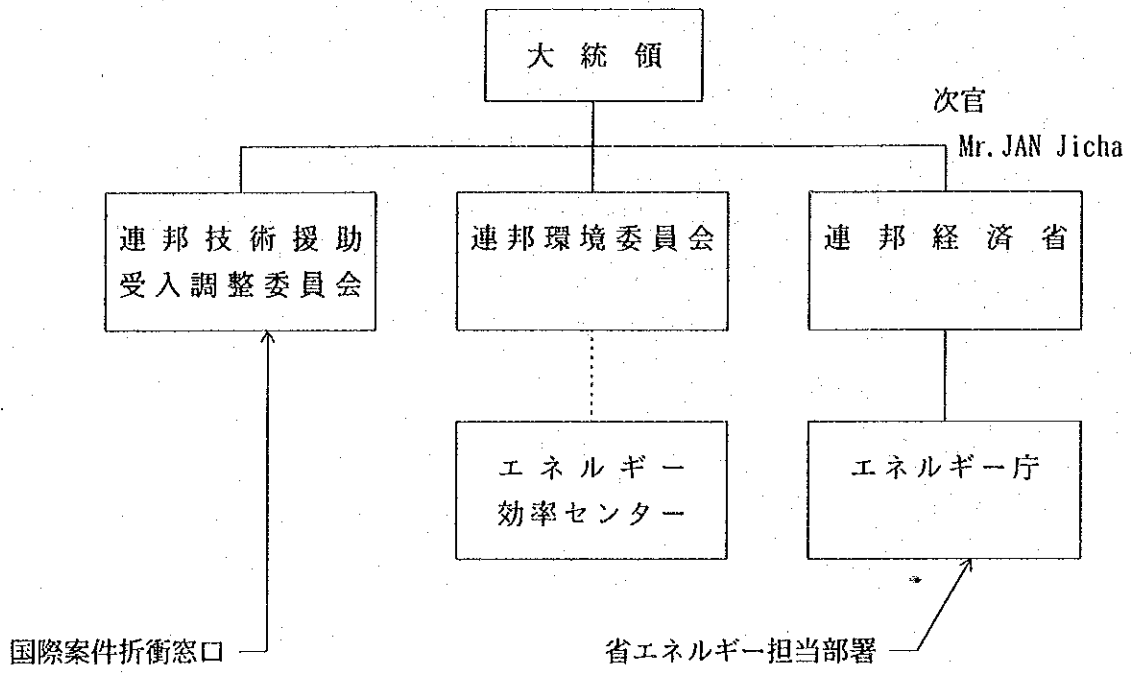 大統領
次官
Mr. JAN Jicha
連邦技術援助
受入調整委員会
連邦環境委員会
連邦経済省
エネルギー
効率センター
エネルギー庁
国際案件折衝窓口
省エネルギー担当部署